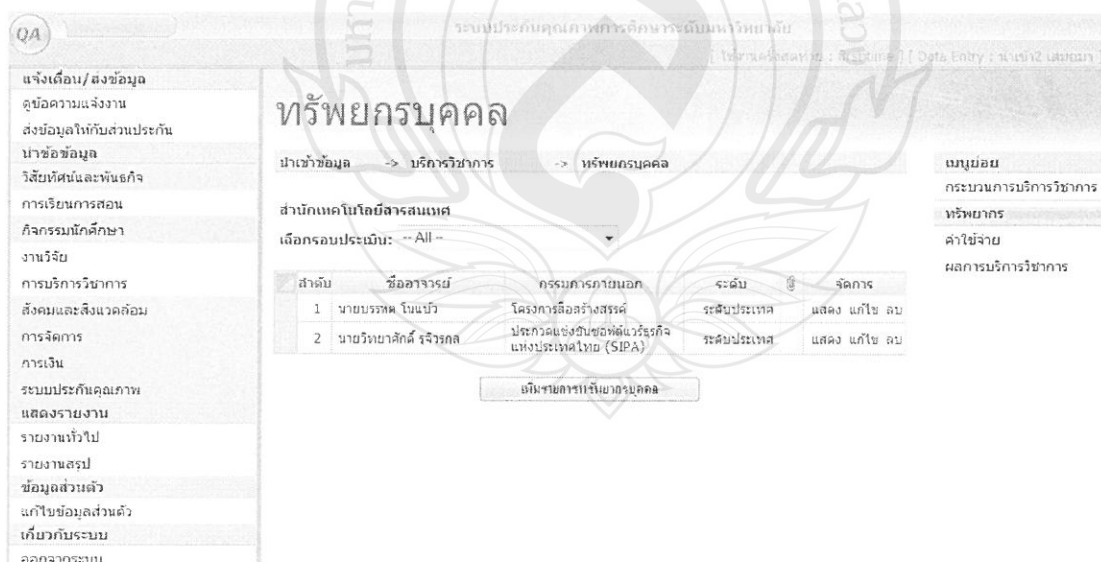 QA
ระบบประกันคุณภาพการศึกษาระดับมหาวิทยาลัย
แจ้งเตือน/ส่งข้อมูล
ดูข้อความแจ้งงาน
ส่งข้อมูลให้กับส่วนประกัน
นำข้อข้อมูล
วิสัยทัศน์และพันธกิจ
การเรียนการสอน
กิจกรรมนักศึกษา
งานวิจัย
การบริการวิชาการ
สังคมและสิ่งแวดล้อม
การจัดการ
การเงิน
ระบบประกันคุณภาพ
แสดงรายงาน
รายงานทั่วไป
รายงานสรุป
ข้อมูลส่วนตัว
แก้ไขข้อมูลส่วนตัว
เกี่ยวกับระบบ
ออกจากระบบ
ทรัพยกรบุคคล
นำเข้าข้อมูล -> บริการวิชาการ -> ทรัพยกรบุคคล
สำนักเทคโนโลยีสารสนเทศ
เลือกรอบประเมิน: -- All --
ลำดับ ชื่ออาจารย์ กรรมการภายนอก ระดับ จัดการ
1 นายบรรพต โนแบ้ว โครงการสื่อสร้างสรรค์ ระดับประเทศ แสดง แก้ไข ลบ
2 นายวิทยาศักดิ์ รุจิวรกุล ประกวดแข่งขันซอฟต์แวร์ธุรกิจ
แห่งประเทศไทย (SIPA) ระดับประเทศ แสดง แก้ไข ลบ
เพิ่มรายการทรัพยากรบุคคล
เมนูย่อย
กระบวนการบริการวิชาการ
ทรัพยากร
ค่าใช้จ่าย
ผลการบริการวิชาการ